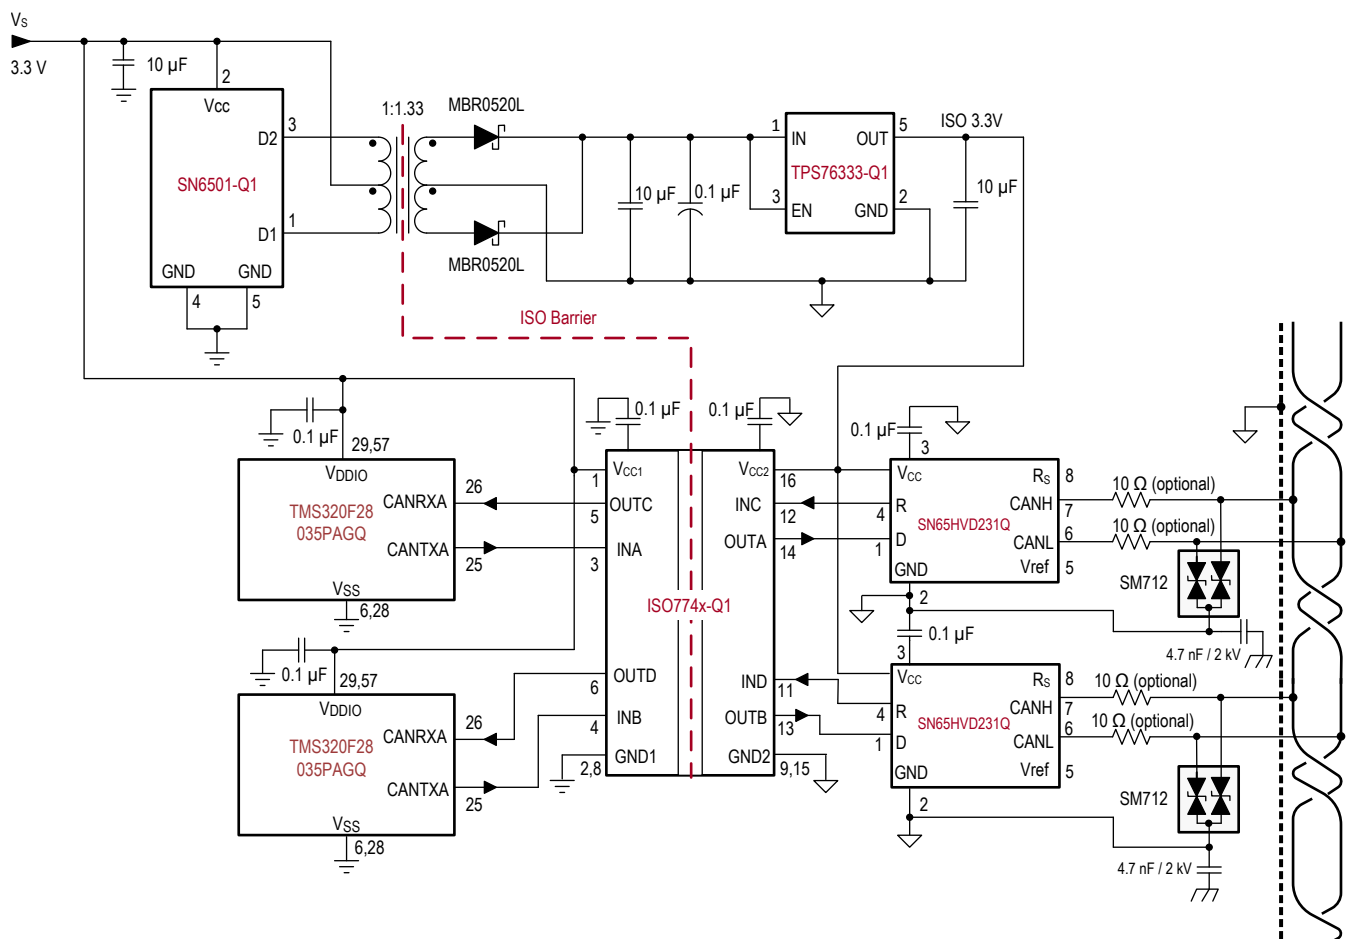 VS
3.3 V
10 µF
2
Vcc
3
D2
SN6501-Q1
1
D1
GND
GND
4
5
1:1.33
MBR0520L
MBR0520L
10 µF
0.1 µF
1
IN
OUT
5
TPS76333-Q1
3
EN
GND
2
ISO 3.3V
10 µF
ISO Barrier
0.1 µF
29,57
VDDIO
CANRXA
26
TMS320F28
035PAGQ
CANTXA
25
VSS
6,28
0.1 µF
29,57
VDDIO
CANRXA
26
TMS320F28
035PAGQ
CANTXA
25
VSS
6,28
0.1 µF
0.1 µF
VCC1
1
OUTC
5
INA
3
ISO774x-Q1
OUTD
6
INB
4
GND1
2,8
VCC2
16
INC
12
OUTA
14
IND
11
OUTB
13
GND2
9,15
0.1 µF
3
VCC
RS
8
R
4
CANH
7
SN65HVD231Q
D
1
CANL
6
GND
2
Vref
5
10 Ω (optional)
10 Ω (optional)
SM712
4.7 nF / 2 kV
0.1 µF
3
VCC
RS
8
R
4
CANH
7
SN65HVD231Q
D
1
CANL
6
GND
2
Vref
5
10 Ω (optional)
10 Ω (optional)
SM712
4.7 nF / 2 kV